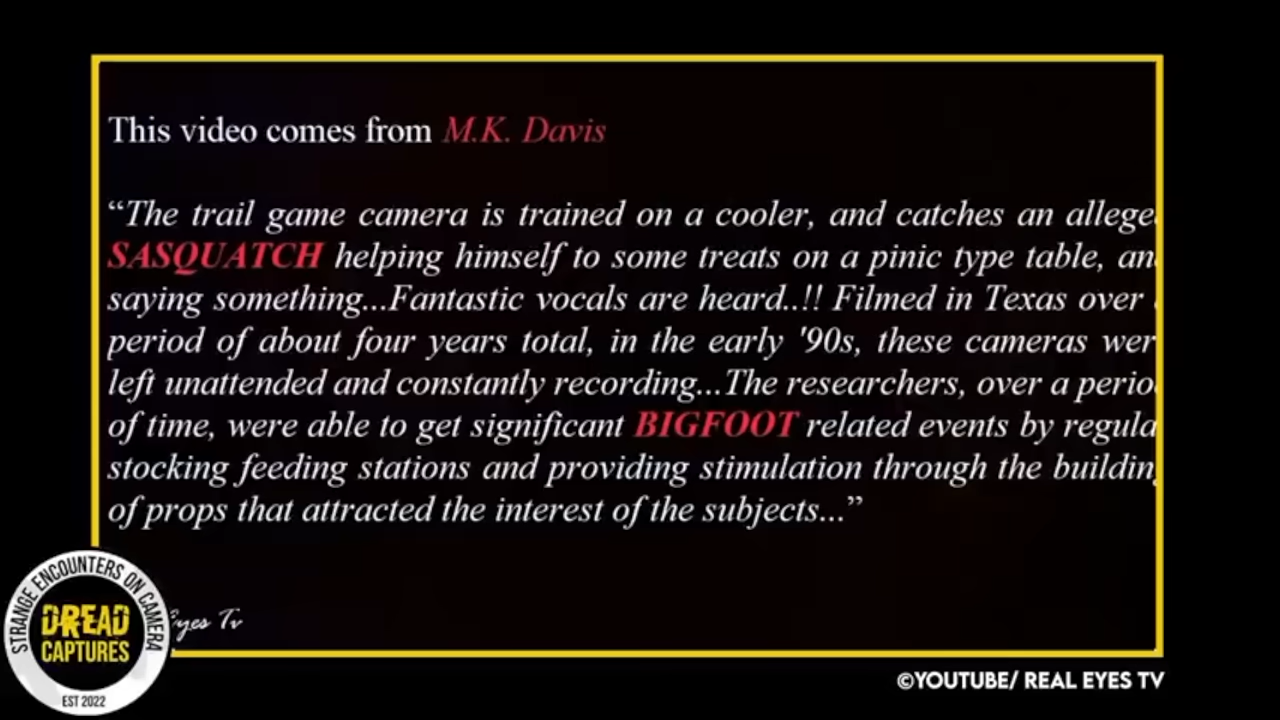 This video comes from M.K. Davis
“The trail game camera is trained on a cooler, and catches an allege
SASQUATCH helping himself to some treats on a pinic type table, an
saying something...Fantastic vocals are heard..!! Filmed in Texas over
period of about four years total, in the early '90s, these cameras wer
left unattended and constantly recording...The researchers, over a perio
of time, were able to get significant BIGFOOT related events by regula
stocking feeding stations and providing stimulation through the buildin
of props that attracted the interest of the subjects...”
Eyes Tv
STRANGE ENCOUNTERS ON CAMERA
DREAD
CAPTURES
EST 2022
©YOUTUBE/ REAL EYES TV